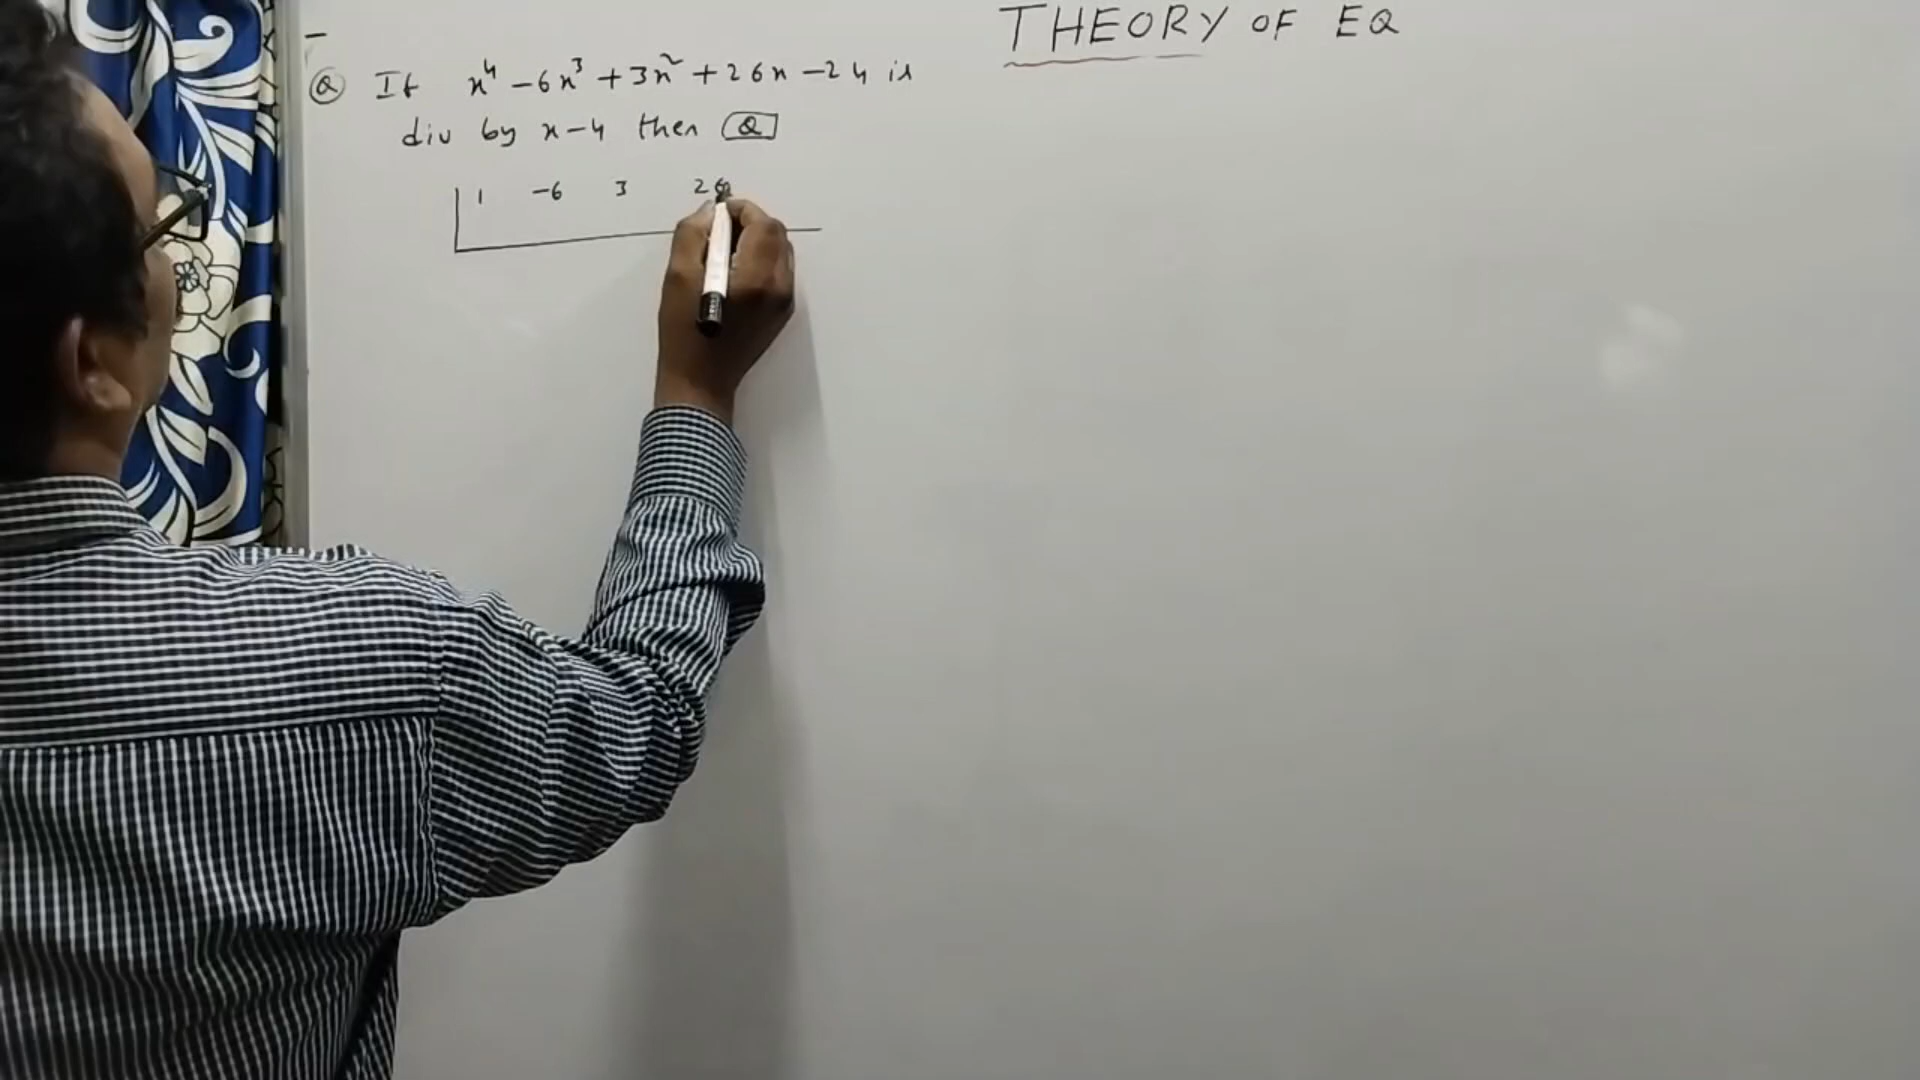 THEORY OF EQ
Q If x⁴ - 6x³ + 3x² + 26x - 24 is
div by x - 4 then Q
1 -6 3 26